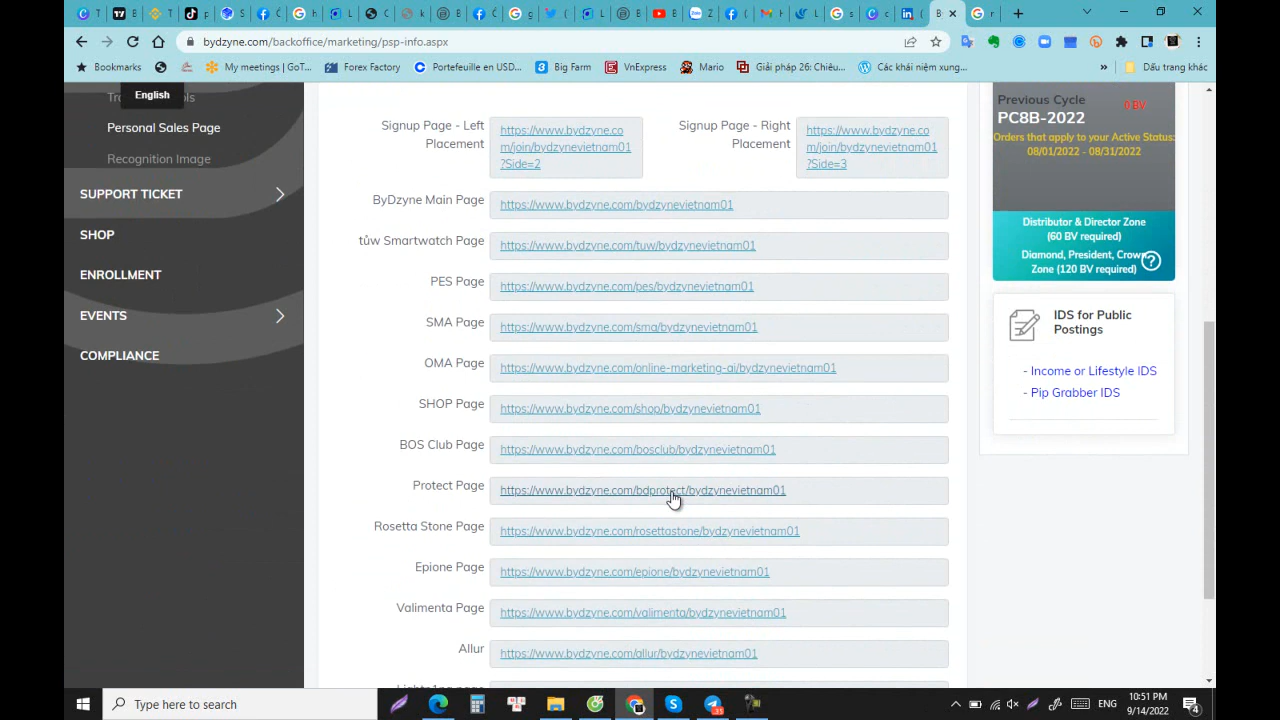 T
B
p
S
C
h
L
C
k
B
g
(
L
B
B
Z
(
H
L
s
c
(
B
r
bydzyne.com/backoffice/marketing/psp-info.aspx
Bookmarks
My meetings | GoT...
Forex Factory
Portefeuille en USD...
Big Farm
VnExpress
Mario
Giải pháp 26: Chiêu...
Các khái niệm xung...
»
Dấu trang khác
English
Personal Sales Page
Recognition Image
SUPPORT TICKET
SHOP
ENROLLMENT
EVENTS
COMPLIANCE
Signup Page - Left
Placement
https://www.bydzyne.co
m/join/bydzynevietnam01
?Side=2
Signup Page - Right
Placement
https://www.bydzyne.co
m/join/bydzynevietnam01
?Side=3
ByDzyne Main Page
https://www.bydzyne.com/bydzynevietnam01
tůw Smartwatch Page
https://www.bydzyne.com/tuw/bydzynevietnam01
PES Page
https://www.bydzyne.com/pes/bydzynevietnam01
SMA Page
https://www.bydzyne.com/sma/bydzynevietnam01
OMA Page
https://www.bydzyne.com/online-marketing-ai/bydzynevietnam01
SHOP Page
https://www.bydzyne.com/shop/bydzynevietnam01
BOS Club Page
https://www.bydzyne.com/bosclub/bydzynevietnam01
Protect Page
https://www.bydzyne.com/bdprotect/bydzynevietnam01
Rosetta Stone Page
https://www.bydzyne.com/rosettastone/bydzynevietnam01
Epione Page
https://www.bydzyne.com/epione/bydzynevietnam01
Valimenta Page
https://www.bydzyne.com/valimenta/bydzynevietnam01
Allur
https://www.bydzyne.com/allur/bydzynevietnam01
Previous Cycle
0 BV
PC8B-2022
Orders that apply to your Active Status:
08/01/2022 - 08/31/2022
Distributor & Director Zone
(60 BV required)
Diamond, President, Crown
Zone (120 BV required)
?
IDS for Public
Postings
- Income or Lifestyle IDS
- Pip Grabber IDS
Type here to search
ENG
10:51 PM
9/14/2022
4